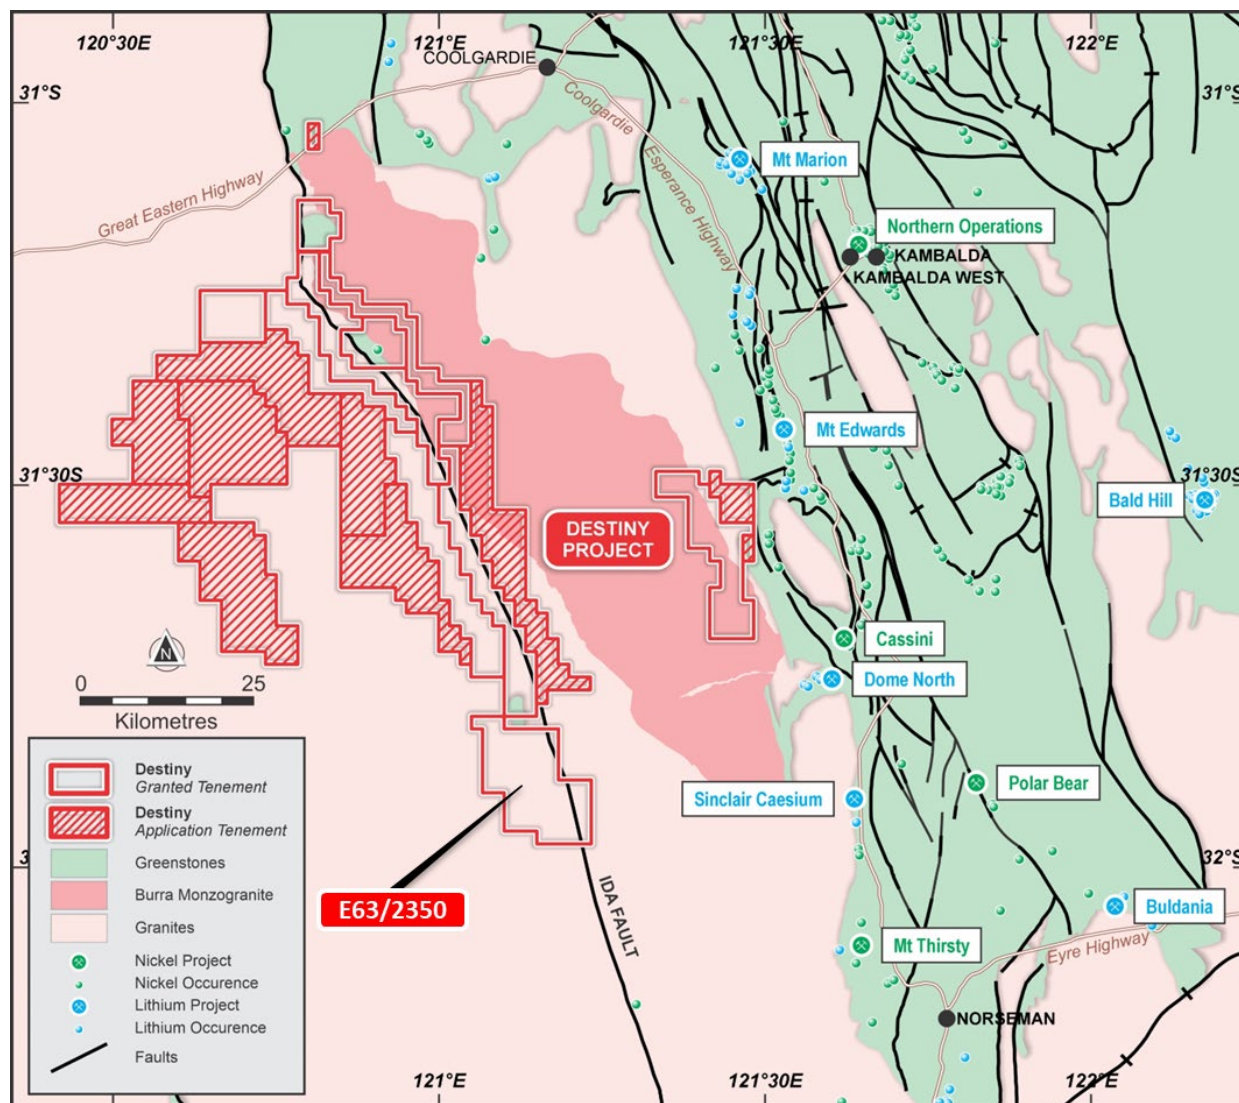 120°30E
121°E
121°30E
122°E
COOLGARDIE
31°S
31°S
Coolgardie
Esperance
Highway
Mt Marion
Great Eastern Highway
Northern Operations
KAMBALDA
KAMBALDA WEST
Mt Edwards
31°30S
31°30S
Bald Hill
DESTINY
PROJECT
Cassini
Dome North
N
0
25
Kilometres
Polar Bear
Sinclair Caesium
Destiny
Granted Tenement
Destiny
Application Tenement
Greenstones
Burra Monzogranite
Granites
Nickel Project
Nickel Occurence
Lithium Project
Lithium Occurence
Faults
3
32°S
E63/2350
IDA FAULT
Buldania
Mt Thirsty
Eyre Highway
NORSEMAN
121°E
121°30E
122°E